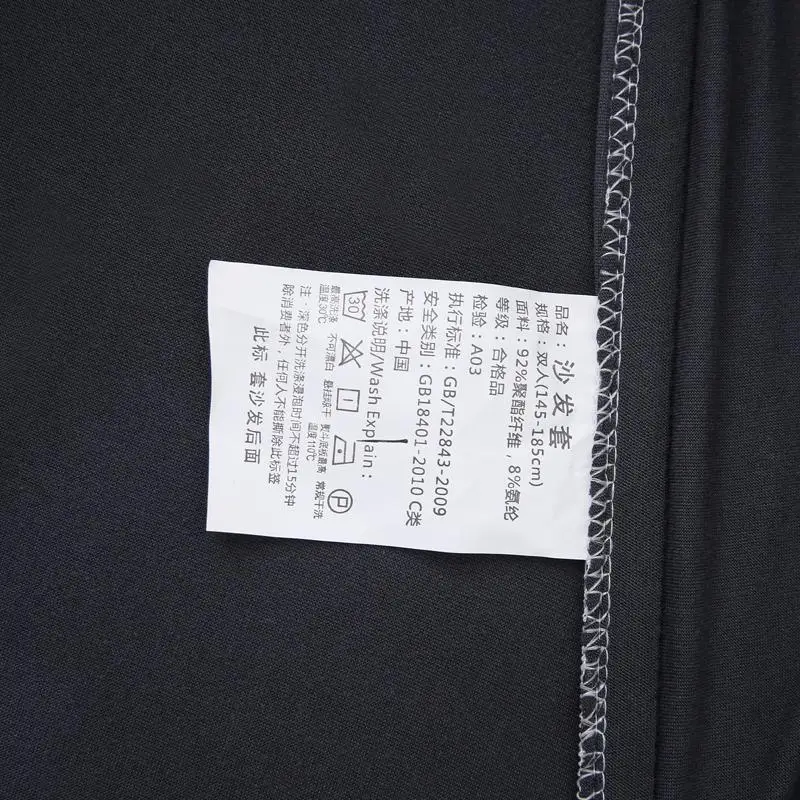 品名：沙发套
规格：双人(145-185cm)
面料：92%聚酯纤维，8%氨纶
等级：合格品
检验：A03
执行标准：GB/T22843-2009
安全类别：GB18401-2010 C类
产地：中国
洗涤说明/Wash Explain：
30
P
最高洗涤温度30℃ 不可漂白 悬挂晾干 熨斗底板最高温度110℃ 常规干洗
注：深色分开洗涤浸泡时间不超过15分钟
除消费者外，任何人不能撕除此标签
此标 套沙发后面